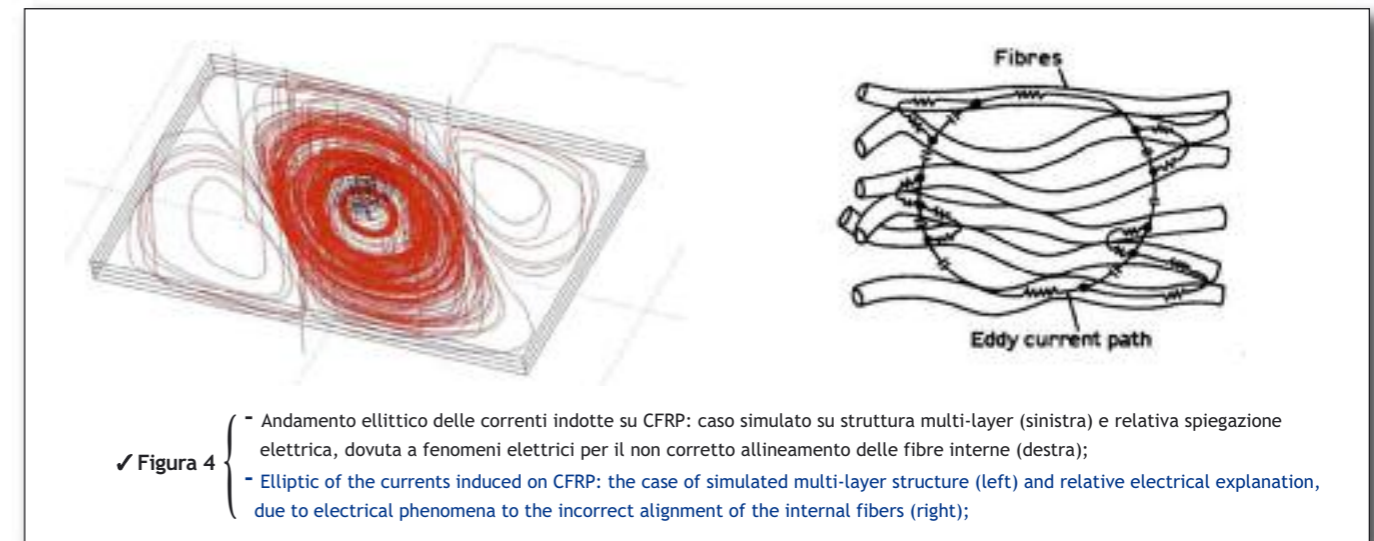 Fibres
Eddy current path
✓ Figura 4
- Andamento ellittico delle correnti indotte su CFRP: caso simulato su struttura multi-layer (sinistra) e relativa spiegazione
elettrica, dovuta a fenomeni elettrici per il non corretto allineamento delle fibre interne (destra);
- Elliptic of the currents induced on CFRP: the case of simulated multi-layer structure (left) and relative electrical explanation,
due to electrical phenomena to the incorrect alignment of the internal fibers (right);